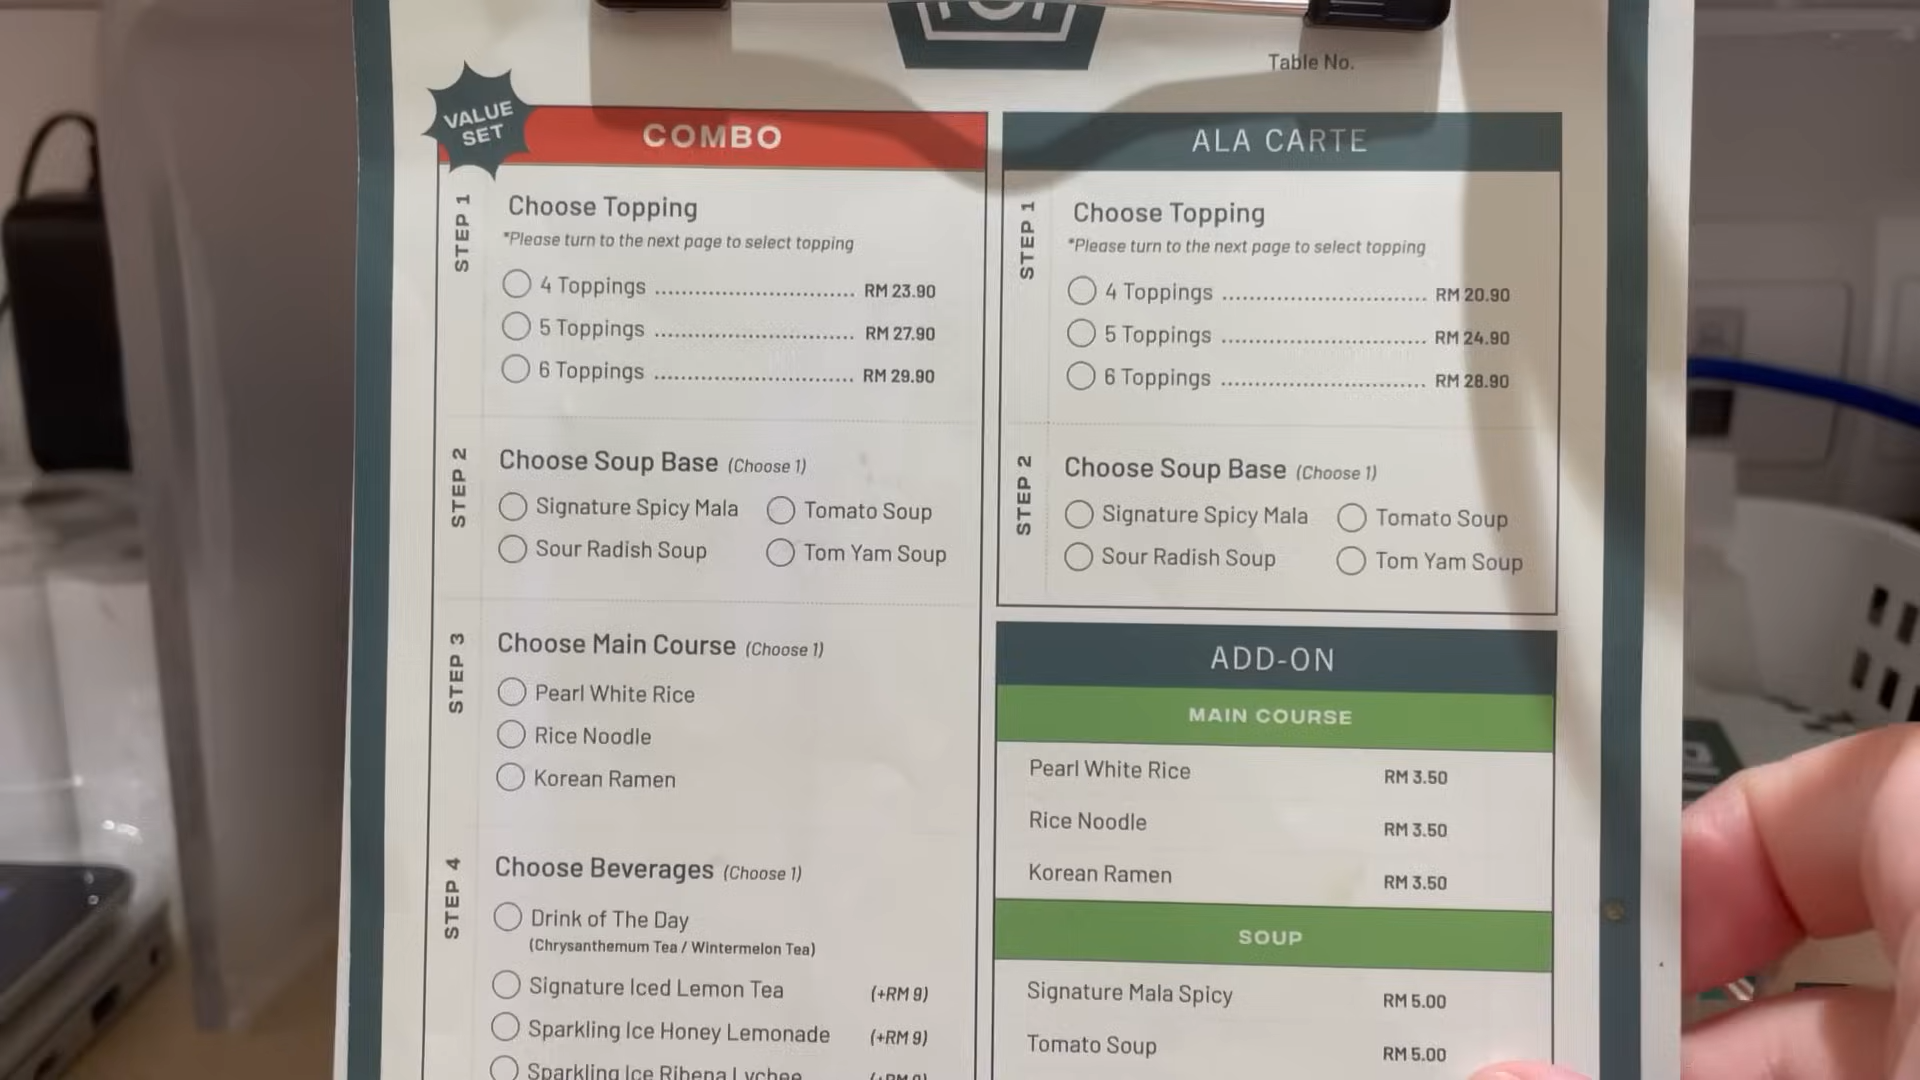 Table No.
VALUE
SET
COMBO
STEP 1
Choose Topping
*Please turn to the next page to select topping
4 Toppings ........................................ RM 23.90
5 Toppings ........................................ RM 27.90
6 Toppings ........................................ RM 29.90
STEP 2
Choose Soup Base (Choose 1)
Signature Spicy Mala Tomato Soup
Sour Radish Soup Tom Yam Soup
STEP 3
Choose Main Course (Choose 1)
Pearl White Rice
Rice Noodle
Korean Ramen
STEP 4
Choose Beverages (Choose 1)
Drink of The Day
(Chrysanthemum Tea / Wintermelon Tea)
Signature Iced Lemon Tea (+RM 9)
Sparkling Ice Honey Lemonade (+RM 9)
Sparkling Ice Ribena Lychee
ALA CARTE
STEP 1
Choose Topping
*Please turn to the next page to select topping
4 Toppings ........................................ RM 20.90
5 Toppings ........................................ RM 24.90
6 Toppings ........................................ RM 28.90
STEP 2
Choose Soup Base (Choose 1)
Signature Spicy Mala Tomato Soup
Sour Radish Soup Tom Yam Soup
ADD-ON
MAIN COURSE
Pearl White Rice RM 3.50
Rice Noodle RM 3.50
Korean Ramen RM 3.50
SOUP
Signature Mala Spicy RM 5.00
Tomato Soup RM 5.00